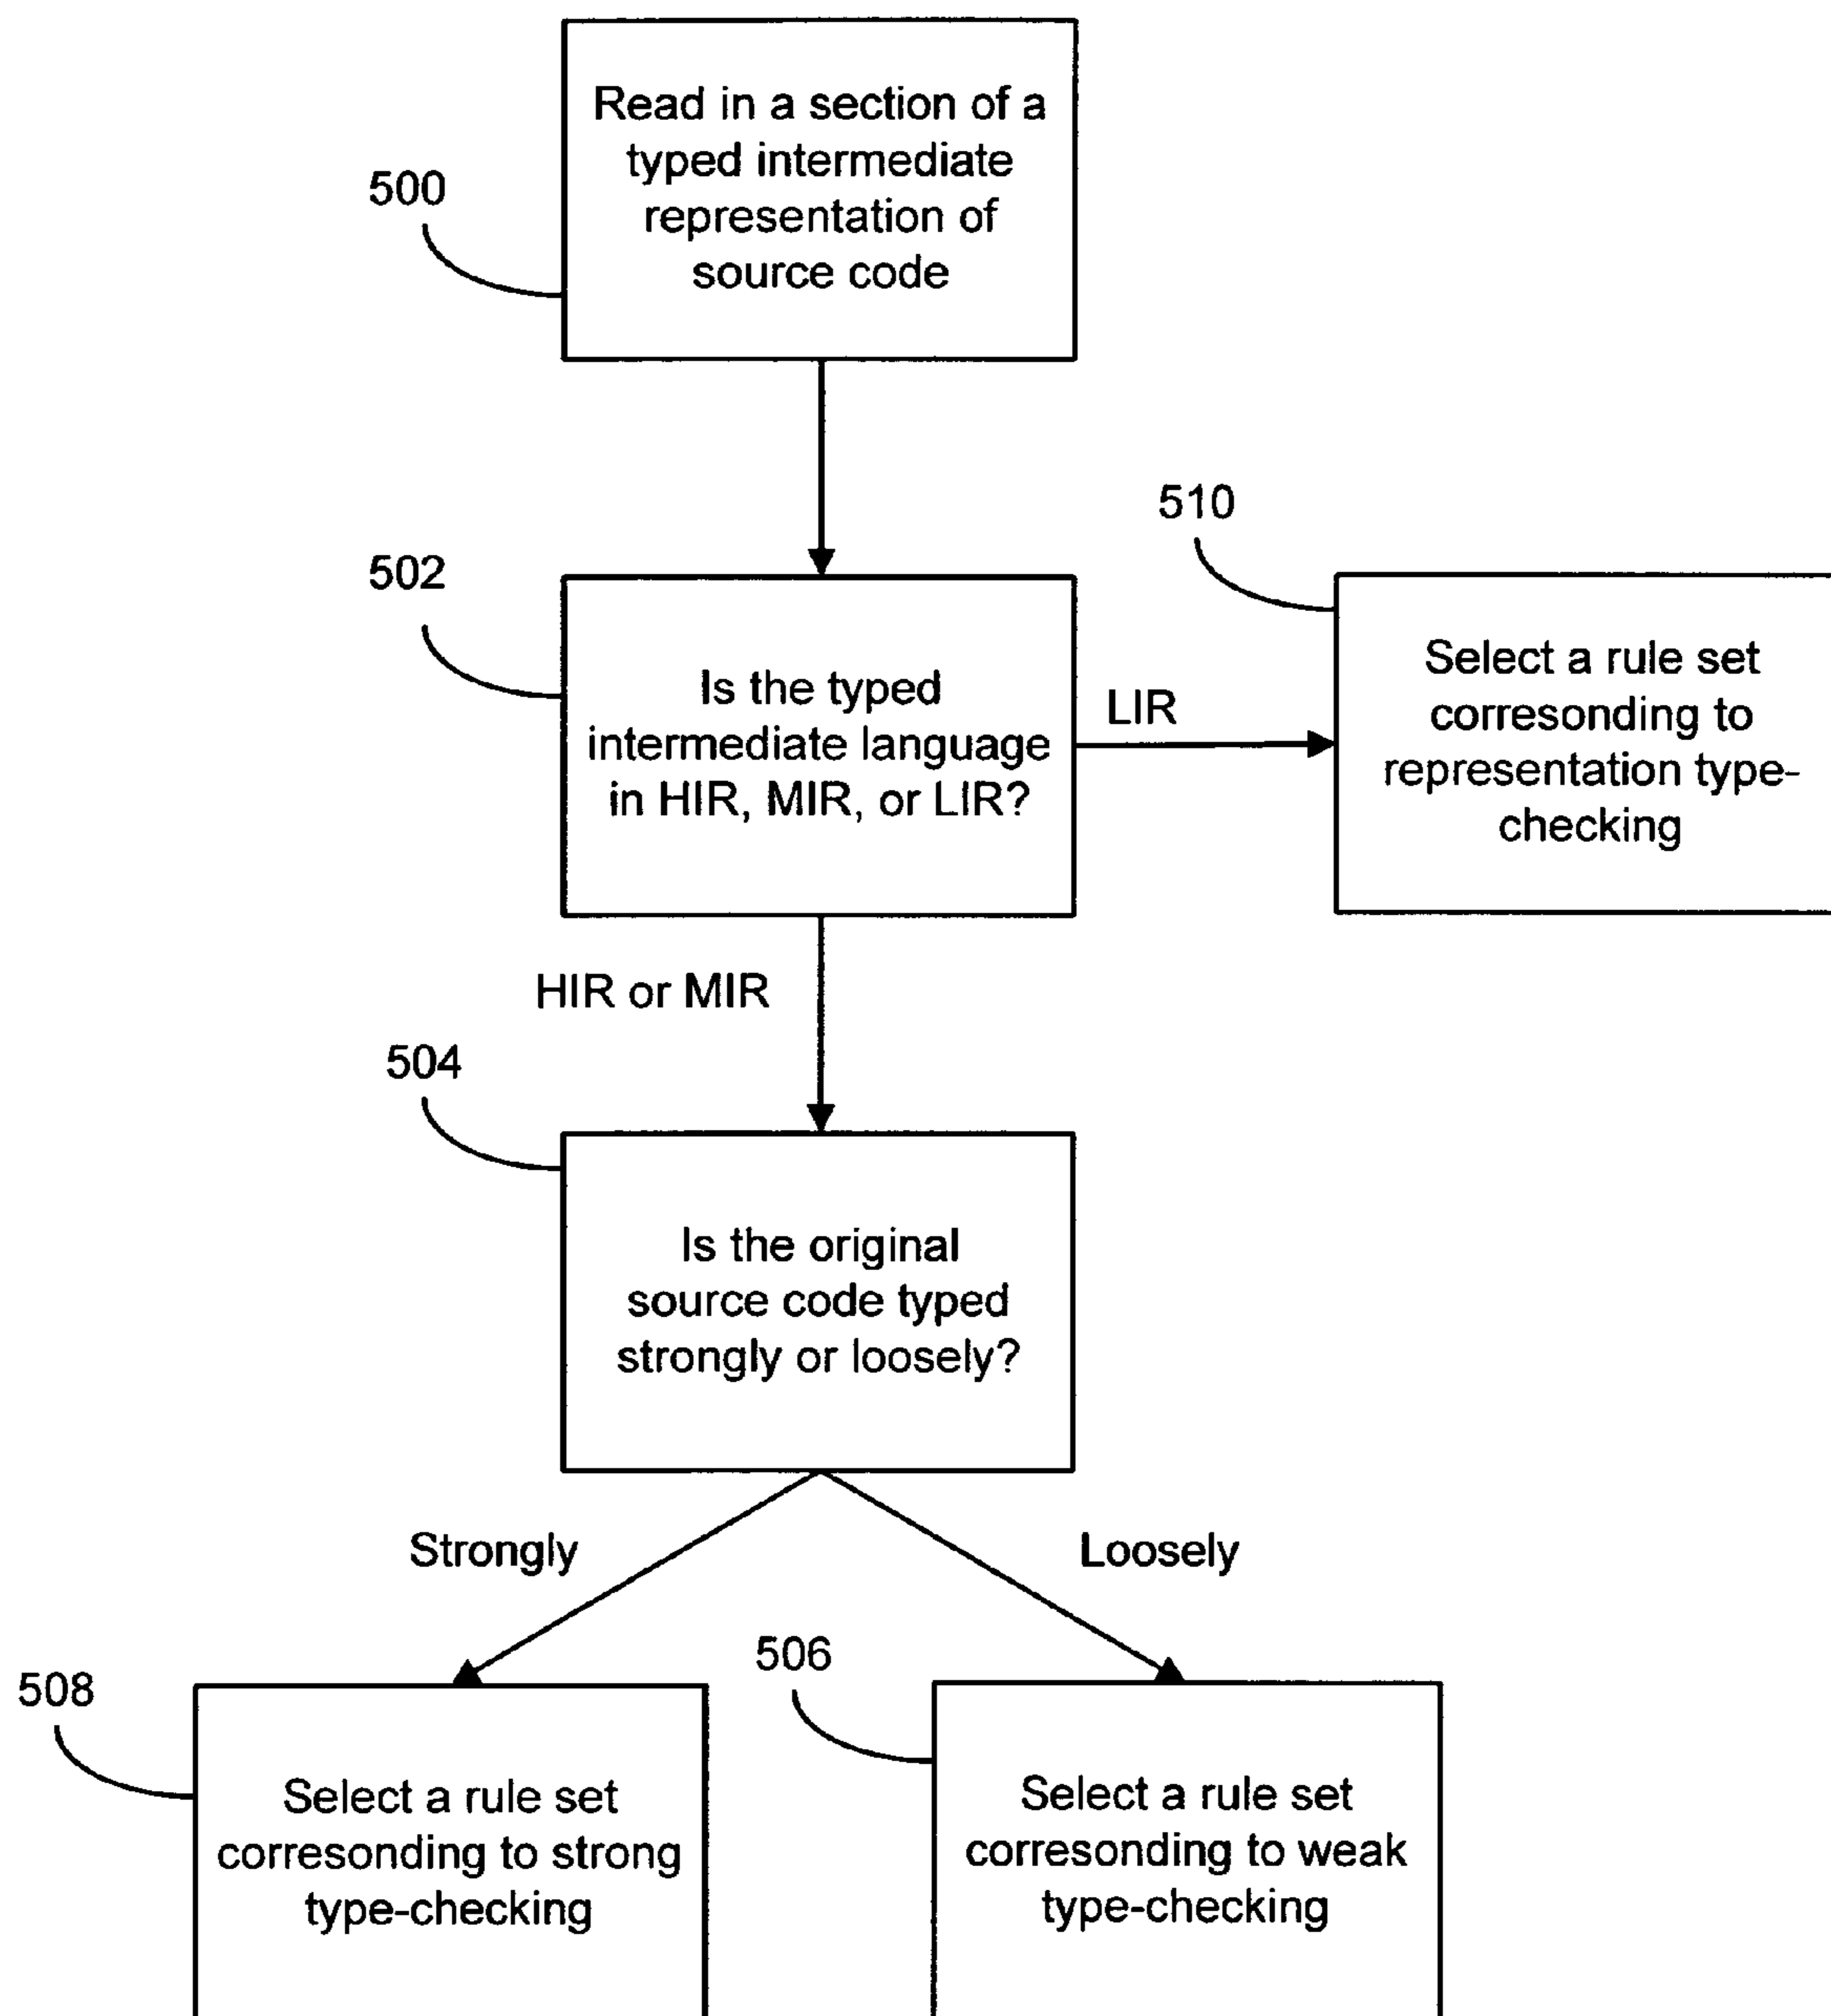 Read in a section of a
typed intermediate
representation of
source code
500
502
Is the typed
intermediate language
in HIR, MIR, or LIR?
LIR
510
Select a rule set
corresonding to
representation type-
checking
HIR or MIR
504
Is the original
source code typed
strongly or loosely?
Strongly
Loosely
508
Select a rule set
corresonding to strong
type-checking
506
Select a rule set
corresonding to weak
type-checking